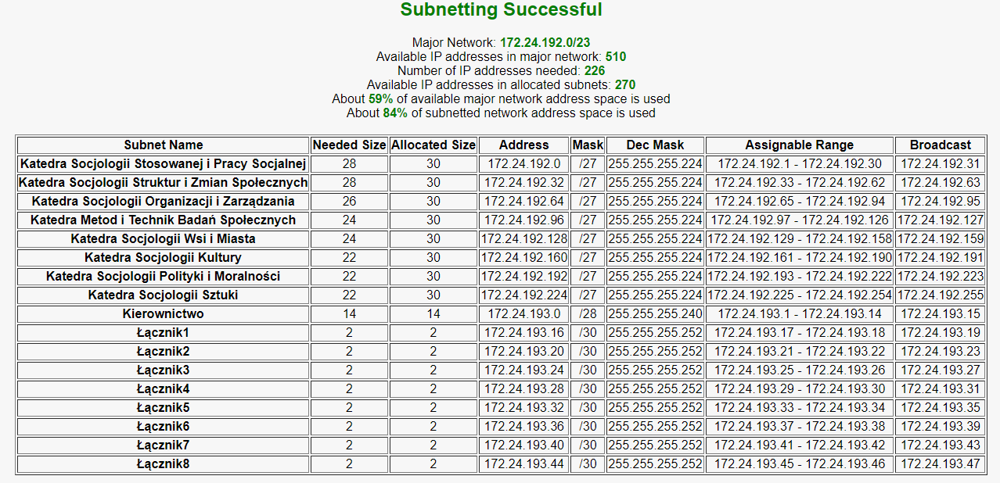 Subnetting Successful
Major Network: 172.24.192.0/23
Available IP addresses in major network: 510
Number of IP addresses needed: 226
Available IP addresses in allocated subnets: 270
About 59% of available major network address space is used
About 84% of subnetted network address space is used
Subnet Name Needed Size Allocated Size Address Mask Dec Mask Assignable Range Broadcast
Katedra Socjologii Stosowanej i Pracy Socjalnej 28 30 172.24.192.0 /27 255.255.255.224 172.24.192.1 - 172.24.192.30 172.24.192.31
Katedra Socjologii Struktur i Zmian Społecznych 28 30 172.24.192.32 /27 255.255.255.224 172.24.192.33 - 172.24.192.62 172.24.192.63
Katedra Socjologii Organizacji i Zarządzania 26 30 172.24.192.64 /27 255.255.255.224 172.24.192.65 - 172.24.192.94 172.24.192.95
Katedra Metod i Technik Badań Społecznych 24 30 172.24.192.96 /27 255.255.255.224 172.24.192.97 - 172.24.192.126 172.24.192.127
Katedra Socjologii Wsi i Miasta 24 30 172.24.192.128 /27 255.255.255.224 172.24.192.129 - 172.24.192.158 172.24.192.159
Katedra Socjologii Kultury 22 30 172.24.192.160 /27 255.255.255.224 172.24.192.161 - 172.24.192.190 172.24.192.191
Katedra Socjologii Polityki i Moralności 22 30 172.24.192.192 /27 255.255.255.224 172.24.192.193 - 172.24.192.222 172.24.192.223
Katedra Socjologii Sztuki 22 30 172.24.192.224 /27 255.255.255.224 172.24.192.225 - 172.24.192.254 172.24.192.255
Kierownictwo 14 14 172.24.193.0 /28 255.255.255.240 172.24.193.1 - 172.24.193.14 172.24.193.15
Łącznik1 2 2 172.24.193.16 /30 255.255.255.252 172.24.193.17 - 172.24.193.18 172.24.193.19
Łącznik2 2 2 172.24.193.20 /30 255.255.255.252 172.24.193.21 - 172.24.193.22 172.24.193.23
Łącznik3 2 2 172.24.193.24 /30 255.255.255.252 172.24.193.25 - 172.24.193.26 172.24.193.27
Łącznik4 2 2 172.24.193.28 /30 255.255.255.252 172.24.193.29 - 172.24.193.30 172.24.193.31
Łącznik5 2 2 172.24.193.32 /30 255.255.255.252 172.24.193.33 - 172.24.193.34 172.24.193.35
Łącznik6 2 2 172.24.193.36 /30 255.255.255.252 172.24.193.37 - 172.24.193.38 172.24.193.39
Łącznik7 2 2 172.24.193.40 /30 255.255.255.252 172.24.193.41 - 172.24.193.42 172.24.193.43
Łącznik8 2 2 172.24.193.44 /30 255.255.255.252 172.24.193.45 - 172.24.193.46 172.24.193.47